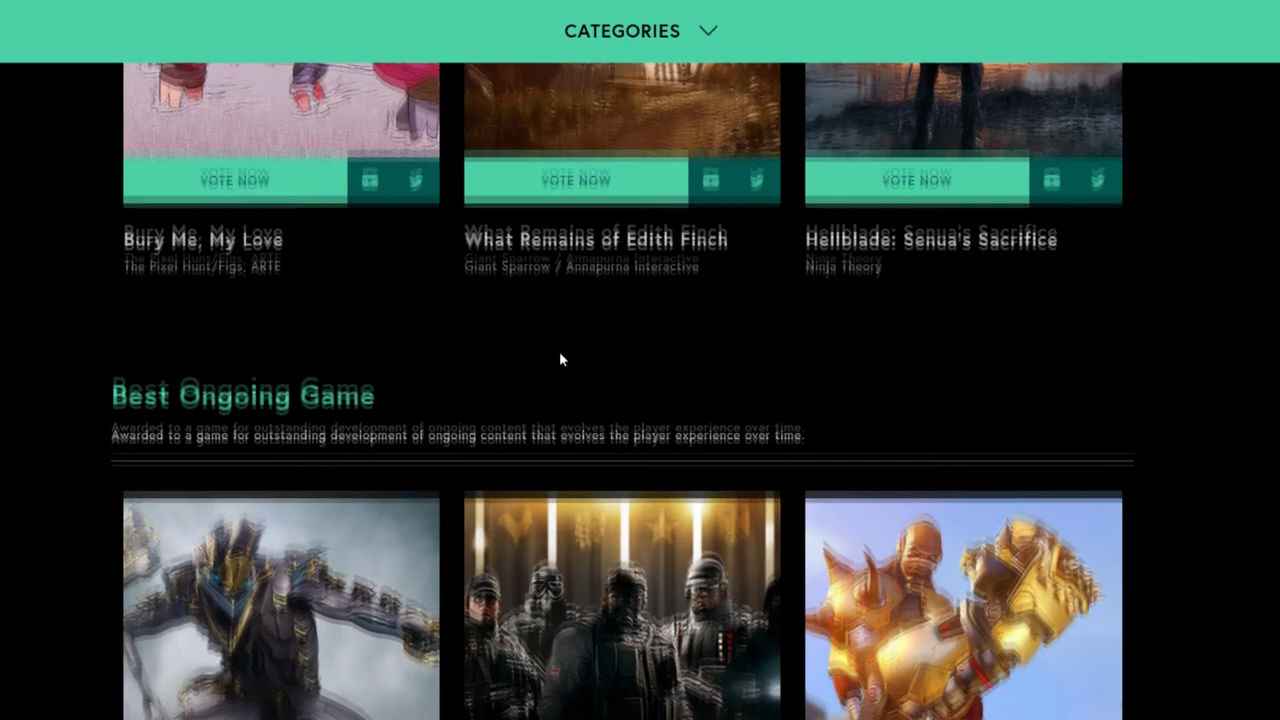 CATEGORIES
VOTE NOW VOTE NOW VOTE NOW
Bury Me, My Love What Remains of Edith Finch Hellblade: Senua's Sacrifice
The Pixel Hunt/Figs, ARTE Giant Sparrow / Annapurna Interactive Ninja Theory
Best Ongoing Game
Awarded to a game for outstanding development of ongoing content that evolves the player experience over time.